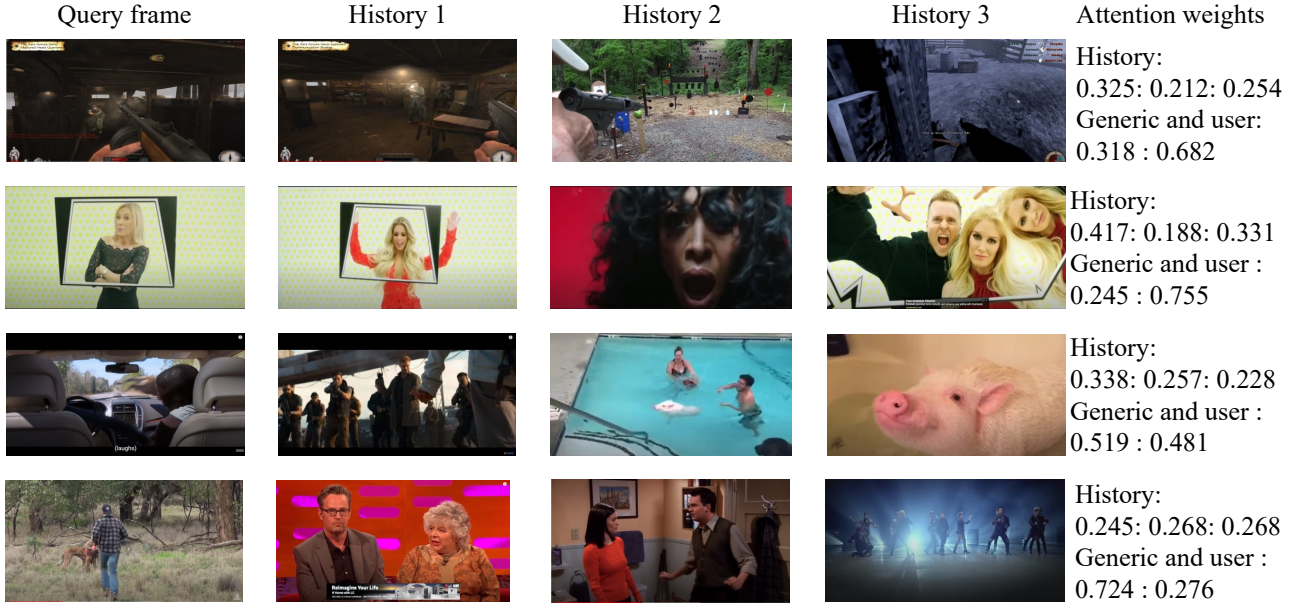 Query frame
History 1
History 2
History 3
Attention weights
History:
0.325: 0.212: 0.254
Generic and user:
0.318 : 0.682
History:
0.417: 0.188: 0.331
Generic and user :
0.245 : 0.755
(laughs)
History:
0.338: 0.257: 0.228
Generic and user :
0.519 : 0.481
Reimagine Your Life
History:
0.245: 0.268: 0.268
Generic and user :
0.724 : 0.276